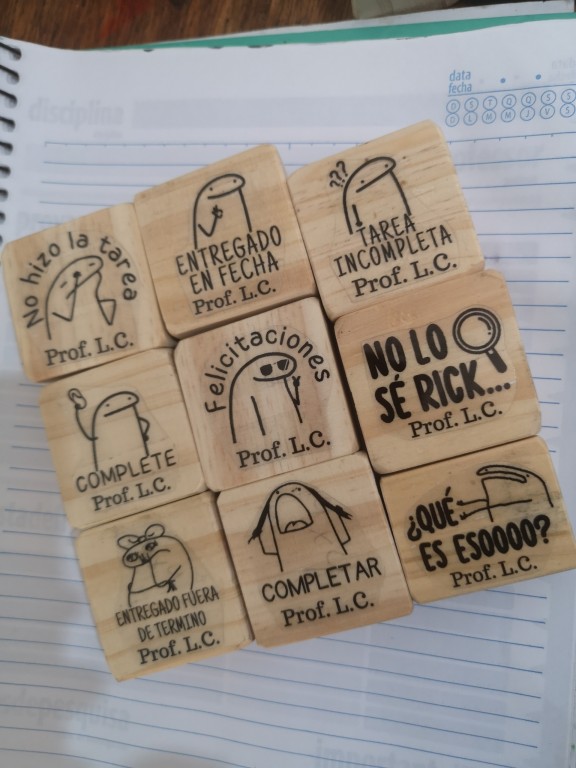 disciplina
data
fecha
D S T Q Q S S
D L M M J V S
No hizo la tarea
Prof. L.C.
ENTREGADO
EN FECHA
Prof. L.C.
???
TAREA
INCOMPLETA
Prof. L.C.
COMPLETE
Prof. L.C.
Felicitaciones
Prof. L.C.
NO LO
SÉ RICK...
Prof. L.C.
ENTREGADO FUERA
DE TERMINO
Prof. L.C.
COMPLETAR
Prof. L.C.
¿QUÉ
ES ESOOOO?
Prof. L.C.